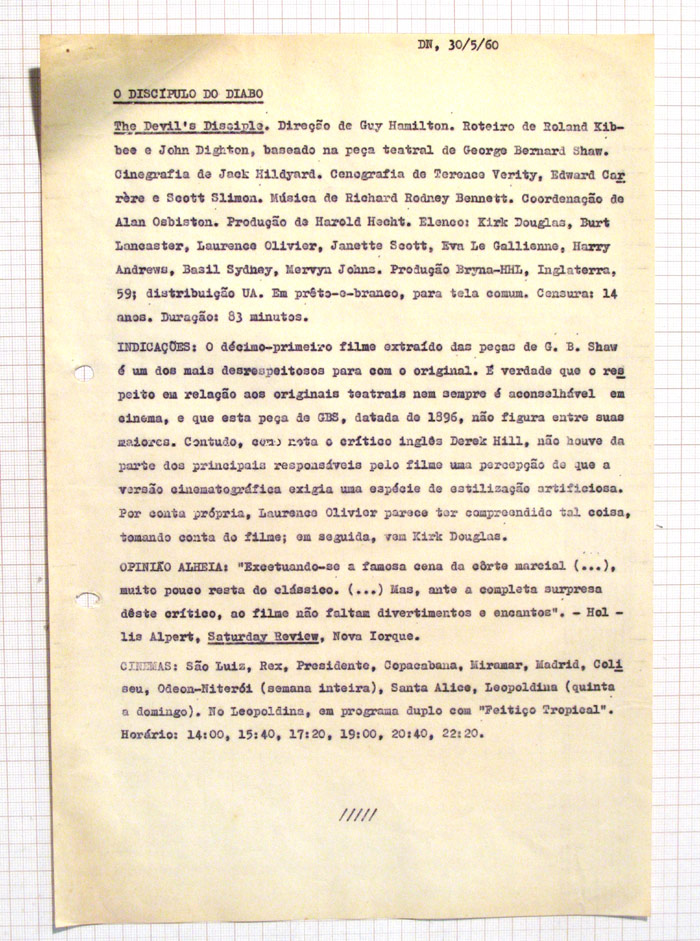 DN, 30/5/60
O DISCÍPULO DO DIABO
The Devil's Disciple. Direção de Guy Hamilton. Roteiro de Roland Kib-
bee e John Dighton, baseado na peça teatral de George Bernard Shaw.
Cinegrafia de Jack Hildyard. Cenografia de Terence Verity, Edward Car
rère e Scott Slimon. Música de Richard Rodney Bennett. Coordenação de
Alan Osbiston. Produção de Harold Hecht. Elenco: Kirk Douglas, Burt
Lancaster, Laurence Olivier, Janette Scott, Eva Le Gallienne, Harry
Andrews, Basil Sydney, Mervyn Johns. Produção Bryna-HHL, Inglaterra,
59; distribuição UA. Em prêto-e-branco, para tela comum. Censura: 14
anos. Duração: 83 minutos.
INDICAÇÕES: O décimo-primeiro filme extraído das peças de G. B. Shaw
é um dos mais desrespeitosos para com o original. É verdade que o res
peito em relação aos originais teatrais nem sempre é aconselhável em
cinema, e que esta peça de GBS, datada de 1896, não figura entre suas
maiores. Contudo, como nota o crítico inglês Derek Hill, não houve da
parte dos principais responsáveis pelo filme uma percepção de que a
versão cinematográfica exigia uma espécie de estilização artificiosa.
Por conta própria, Laurence Olivier parece ter compreendido tal coisa,
tomando conta do filme; em seguida, vem Kirk Douglas.
OPINIÃO ALHEIA: "Excetuando-se a famosa cena da côrte marcial (...),
muito pouco resta do clássico. (...) Mas, ante a completa surpresa
dêste crítico, ao filme não faltam divertimentos e encantos". - Hol -
lis Alpert, Saturday Review, Nova Iorque.
CINEMAS: São Luiz, Rex, Presidente, Copacabana, Miramar, Madrid, Coli
seu, Odeon-Niterói (semana inteira), Santa Alice, Leopoldina (quinta
a domingo). No Leopoldina, em programa duplo com "Feitiço Tropical".
Horário: 14:00, 15:40, 17:20, 19:00, 20:40, 22:20.
/////